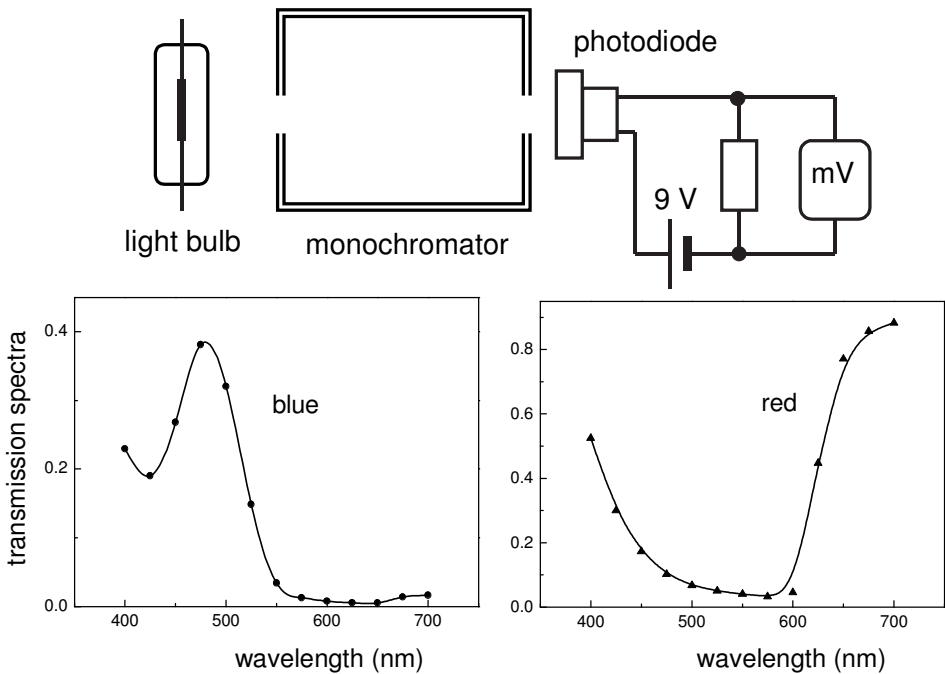 photodiode
mV
9 V
light bulb
monochromator
transmission spectra
0.4
0.2
0.0
blue
400 500 600 700
wavelength (nm)
0.8
0.6
0.4
0.2
0.0
red
400 500 600 700
wavelength (nm)